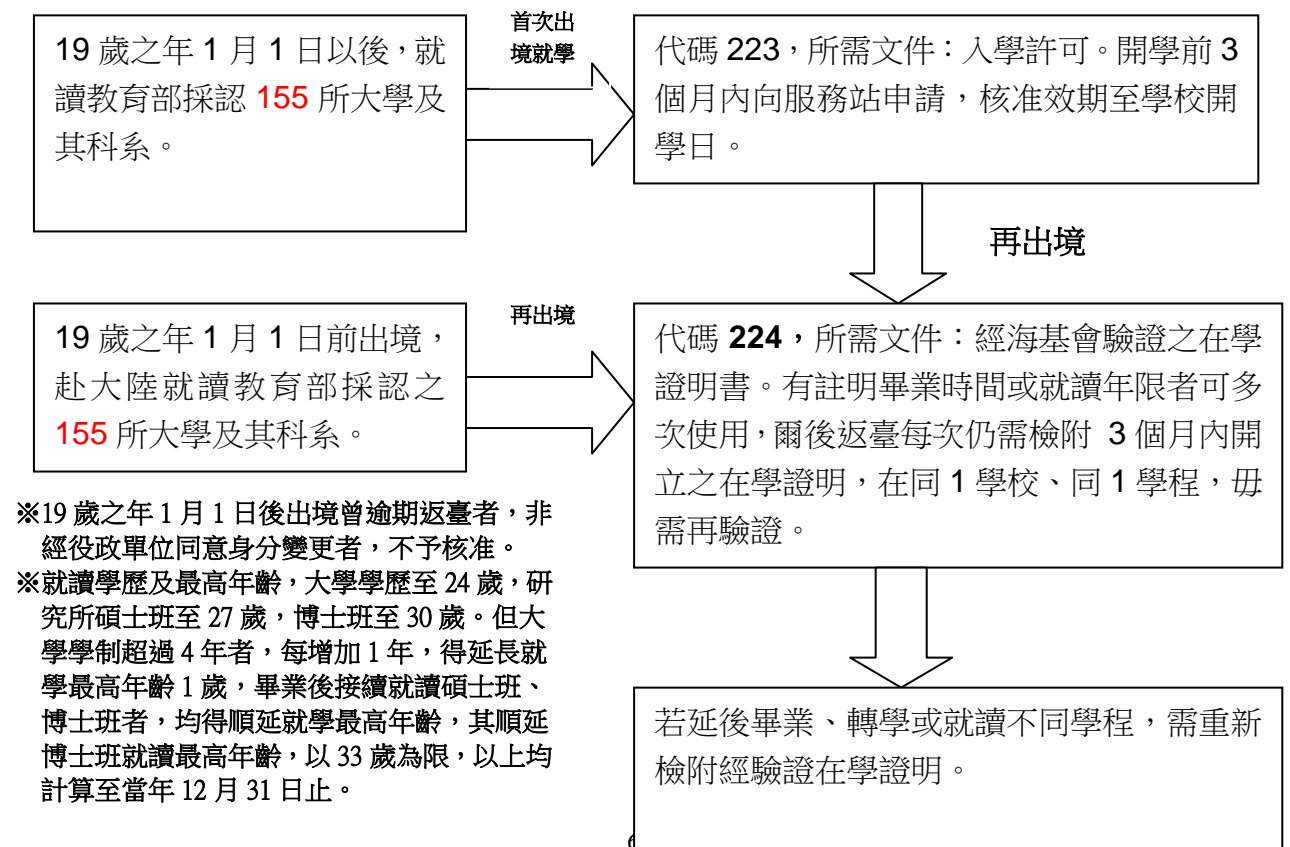 19 歲之年 1 月 1 日以後，就
讀教育部採認 155 所大學及
其科系。
首次出
境就學
代碼 223，所需文件：入學許可。開學前 3
個月內向服務站申請，核准效期至學校開
學日。
再出境
19 歲之年 1 月 1 日前出境，
赴大陸就讀教育部採認之
155 所大學及其科系。
再出境
代碼 224，所需文件：經海基會驗證之在學
證明書。有註明畢業時間或就讀年限者可多
次使用，爾後返臺每次仍需檢附 3 個月內開
立之在學證明，在同 1 學校、同 1 學程，毋
需再驗證。
※19 歲之年 1 月 1 日後出境曾逾期返臺者，非
經役政單位同意身分變更者，不予核准。
※就讀學歷及最高年齡，大學學歷至 24 歲，研
究所碩士班至 27 歲，博士班至 30 歲。但大
學學制超過 4 年者，每增加 1 年，得延長就
學最高年齡 1 歲，畢業後接續就讀碩士班、
博士班者，均得順延就學最高年齡，其順延
博士班就讀最高年齡，以 33 歲為限，以上均
計算至當年 12 月 31 日止。
若延後畢業、轉學或就讀不同學程，需重新
檢附經驗證在學證明。